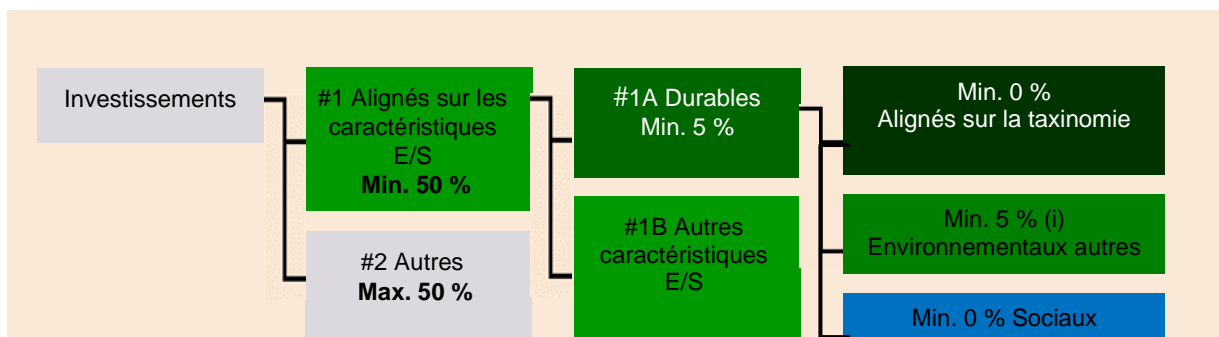 Investissements
#1 Alignés sur les
caractéristiques
E/S
Min. 50 %
#2 Autres
Max. 50 %
#1A Durables
Min. 5 %
#1B Autres
caractéristiques
E/S
Min. 0 %
Alignés sur la taxinomie
Min. 5 % (i)
Environnementaux autres
Min. 0 % Sociaux